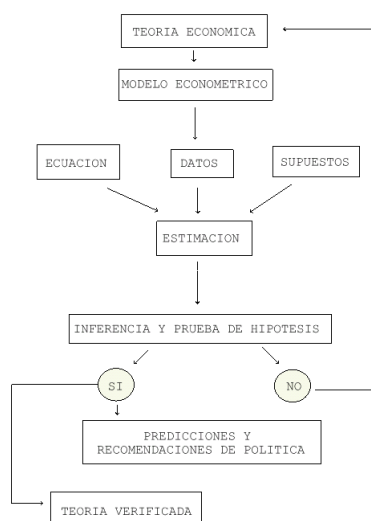 TEORIA ECONOMICA
MODELO ECONOMETRICO
ECUACION
DATOS
SUPUESTOS
ESTIMACION
INFERENCIA Y PRUEBA DE HIPOTESIS
SI
NO
PREDICCIONES Y
RECOMENDACIONES DE POLITICA
TEORIA VERIFICADA